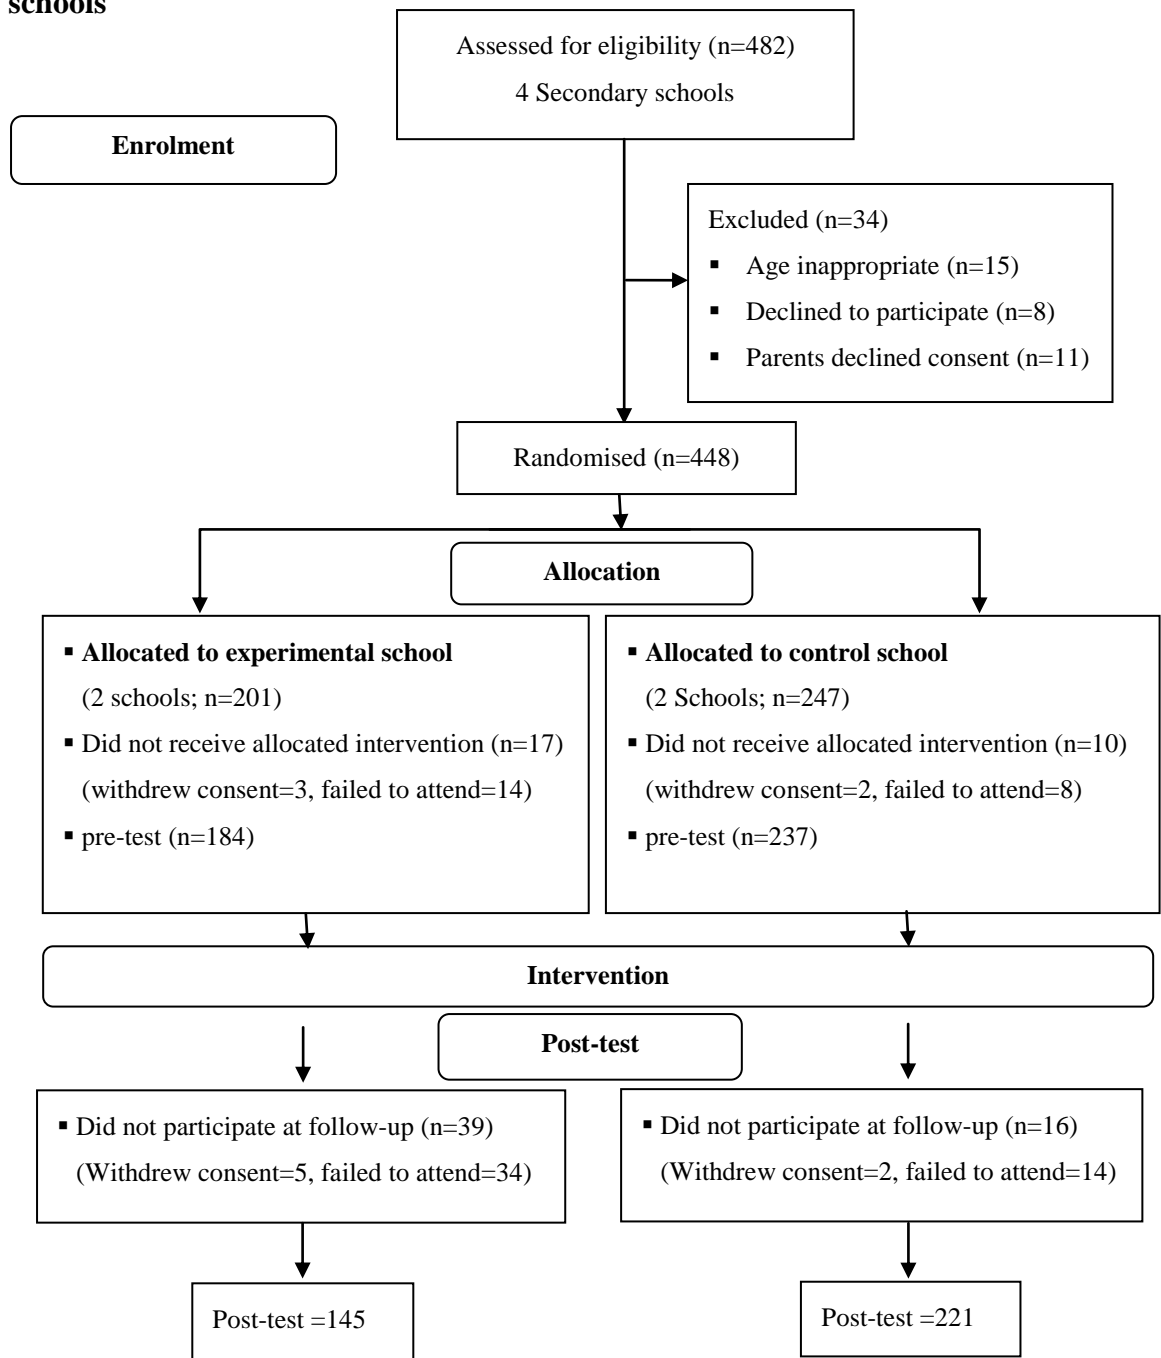 schools
Assessed for eligibility (n=482)
4 Secondary schools
Enrolment
Excluded (n=34)
▪ Age inappropriate (n=15)
▪ Declined to participate (n=8)
▪ Parents declined consent (n=11)
Randomised (n=448)
Allocation
▪ Allocated to experimental school
(2 schools; n=201)
▪ Did not receive allocated intervention (n=17)
(withdrew consent=3, failed to attend=14)
▪ pre-test (n=184)
▪ Allocated to control school
(2 Schools; n=247)
▪ Did not receive allocated intervention (n=10)
(withdrew consent=2, failed to attend=8)
▪ pre-test (n=237)
Intervention
Post-test
▪ Did not participate at follow-up (n=39)
(Withdrew consent=5, failed to attend=34)
▪ Did not participate at follow-up (n=16)
(Withdrew consent=2, failed to attend=14)
Post-test =145
Post-test =221